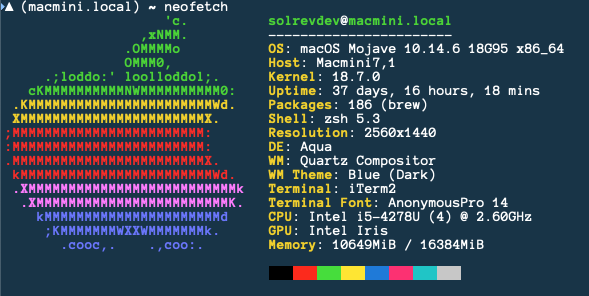 ▲ (macmini.local) ~ neofetch
'c.
,xNMM.
.OMMMMo
OMMM0,
.;loddo:' loolloddol;.
cKMMMMMMMMMMNWMMMMMMMMMM0:
.KMMMMMMMMMMMMMMMMMMMMMMMWd.
XMMMMMMMMMMMMMMMMMMMMMMMX.
;MMMMMMMMMMMMMMMMMMMMMMMM:
:MMMMMMMMMMMMMMMMMMMMMMMM:
.MMMMMMMMMMMMMMMMMMMMMMMMX.
kMMMMMMMMMMMMMMMMMMMMMMMMWd.
.XMMMMMMMMMMMMMMMMMMMMMMMMMMk
.XMMMMMMMMMMMMMMMMMMMMMMMMK.
kMMMMMMMMMMMMMMMMMMMMMMd
;KMMMMMMMWXXWMMMMMMMk.
.cooc,. .,coo:.
solrevdev@macmini.local
-----------------------
OS: macOS Mojave 10.14.6 18G95 x86_64
Host: Macmini7,1
Kernel: 18.7.0
Uptime: 37 days, 16 hours, 18 mins
Packages: 186 (brew)
Shell: zsh 5.3
Resolution: 2560x1440
DE: Aqua
WM: Quartz Compositor
WM Theme: Blue (Dark)
Terminal: iTerm2
Terminal Font: AnonymousPro 14
CPU: Intel i5-4278U (4) @ 2.60GHz
GPU: Intel Iris
Memory: 10649MiB / 16384MiB